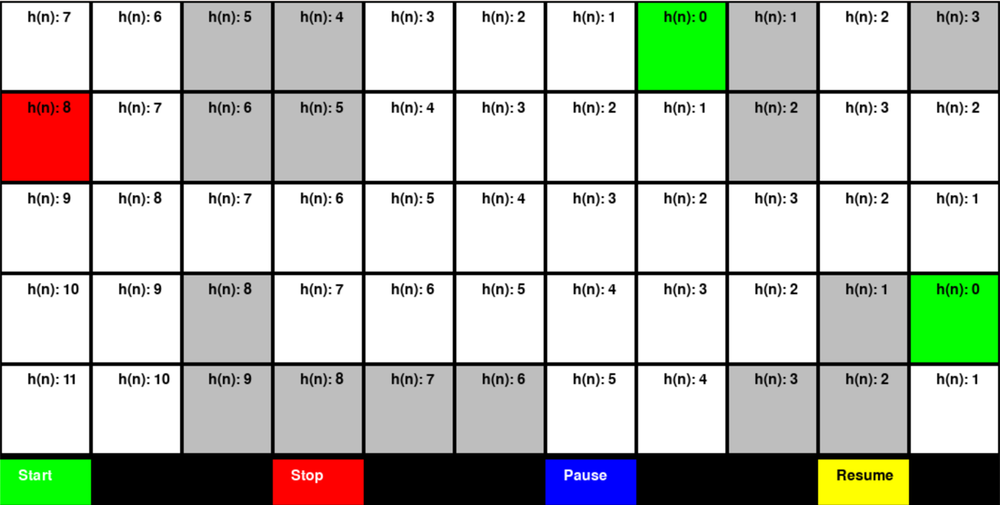 h(n): 7 h(n): 6 h(n): 5 h(n): 4 h(n): 3 h(n): 2 h(n): 1 h(n): 0 h(n): 1 h(n): 2 h(n): 3
h(n): 8 h(n): 7 h(n): 6 h(n): 5 h(n): 4 h(n): 3 h(n): 2 h(n): 1 h(n): 2 h(n): 3 h(n): 2
h(n): 9 h(n): 8 h(n): 7 h(n): 6 h(n): 5 h(n): 4 h(n): 3 h(n): 2 h(n): 3 h(n): 2 h(n): 1
h(n): 10 h(n): 9 h(n): 8 h(n): 7 h(n): 6 h(n): 5 h(n): 4 h(n): 3 h(n): 2 h(n): 1 h(n): 0
h(n): 11 h(n): 10 h(n): 9 h(n): 8 h(n): 7 h(n): 6 h(n): 5 h(n): 4 h(n): 3 h(n): 2 h(n): 1
Start Stop Pause Resume